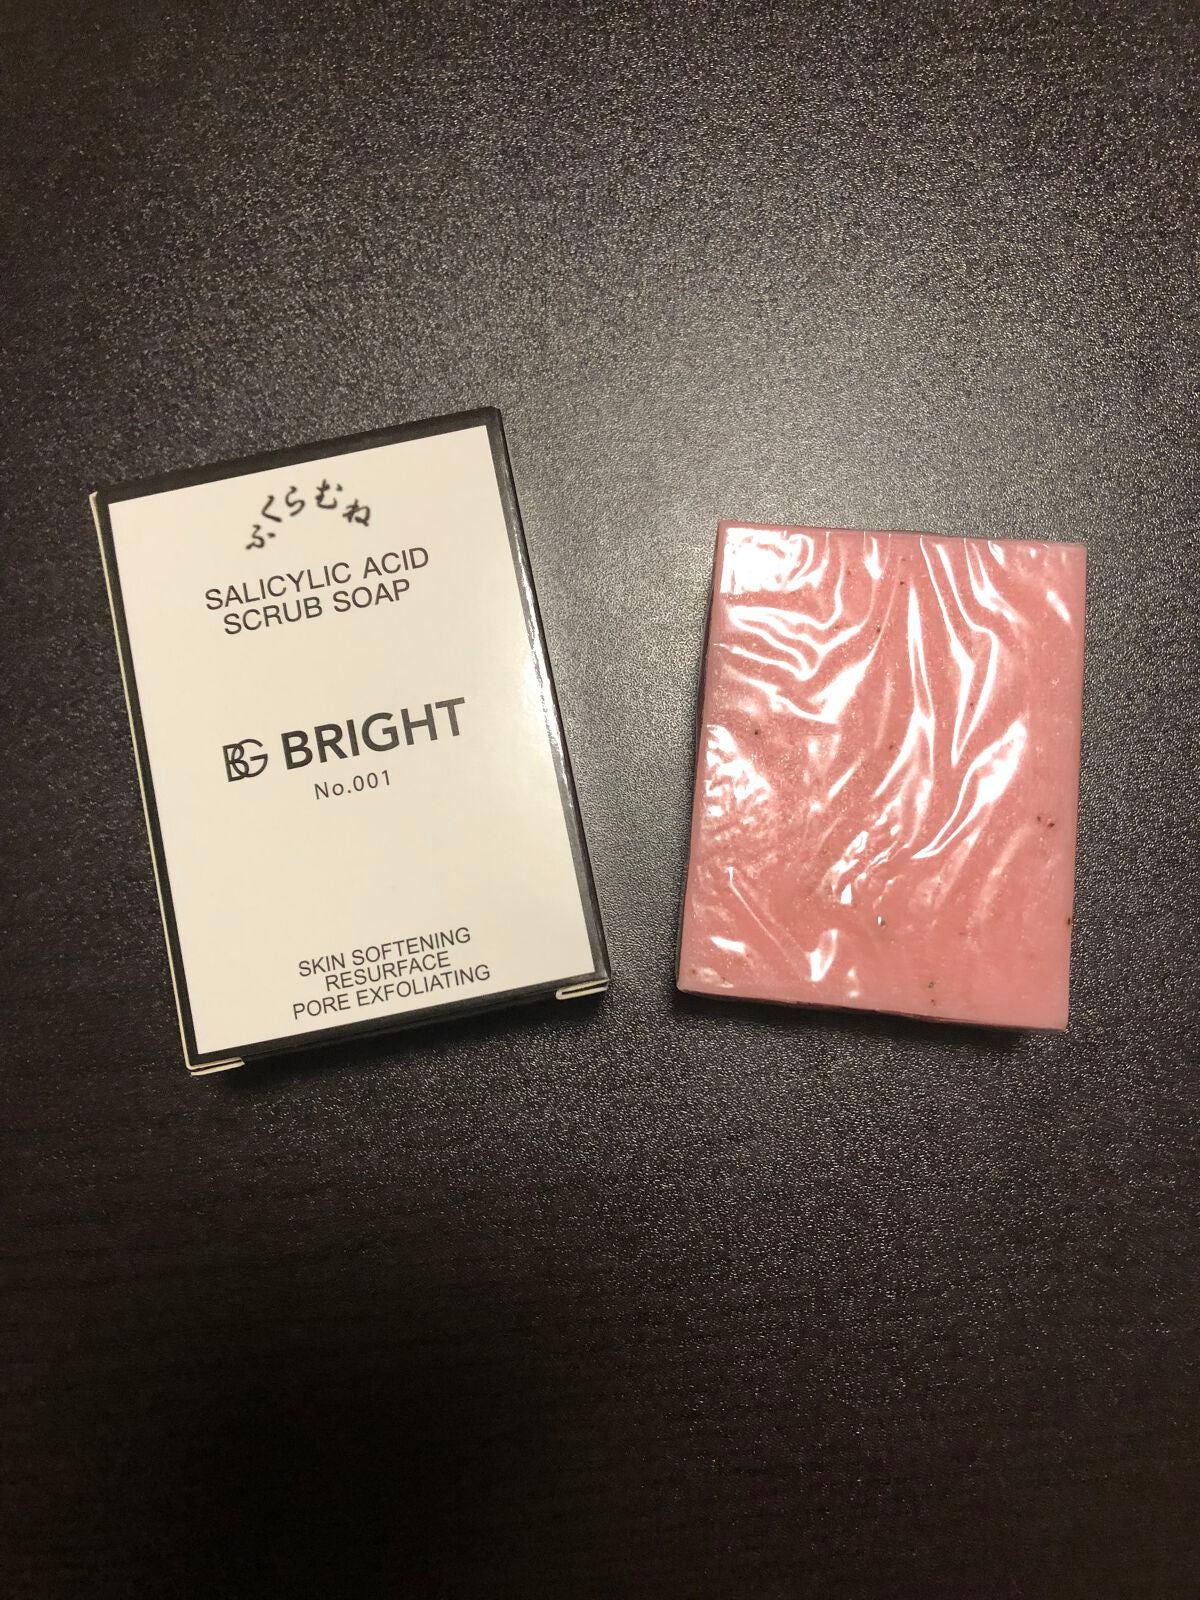 ふくらむね
SALICYLIC ACID
SCRUB SOAP
BG BRIGHT
No.001
SKIN SOFTENING
RESURFACE
PORE EXFOLIATING